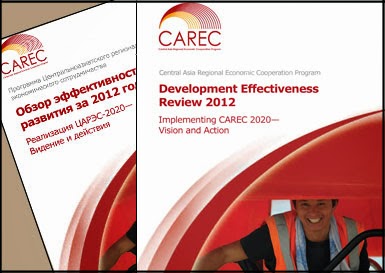 Программа Центральноазиатского регионального
экономического сотрудничества
Обзор эффективности
развития за 2012 год
Реализация ЦАРЭС-2020—
Видение и действия
CAREC
Central Asia Regional Economic Cooperation Program
Central Asia Regional Economic Cooperation Program
Development Effectiveness
Review 2012
Implementing CAREC 2020—
Vision and Action